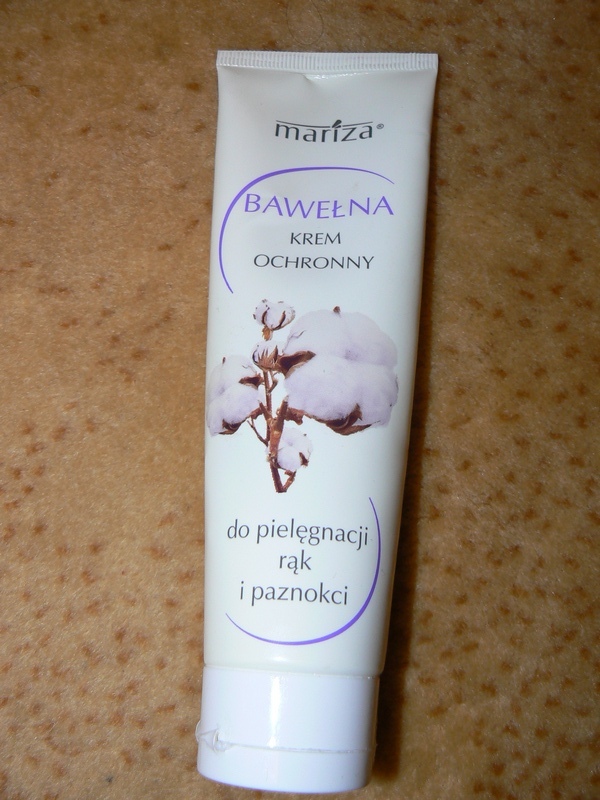 mariza®
BAWEŁNA
KREM
OCHRONNY
do pielęgnacji
rąk
i paznokci